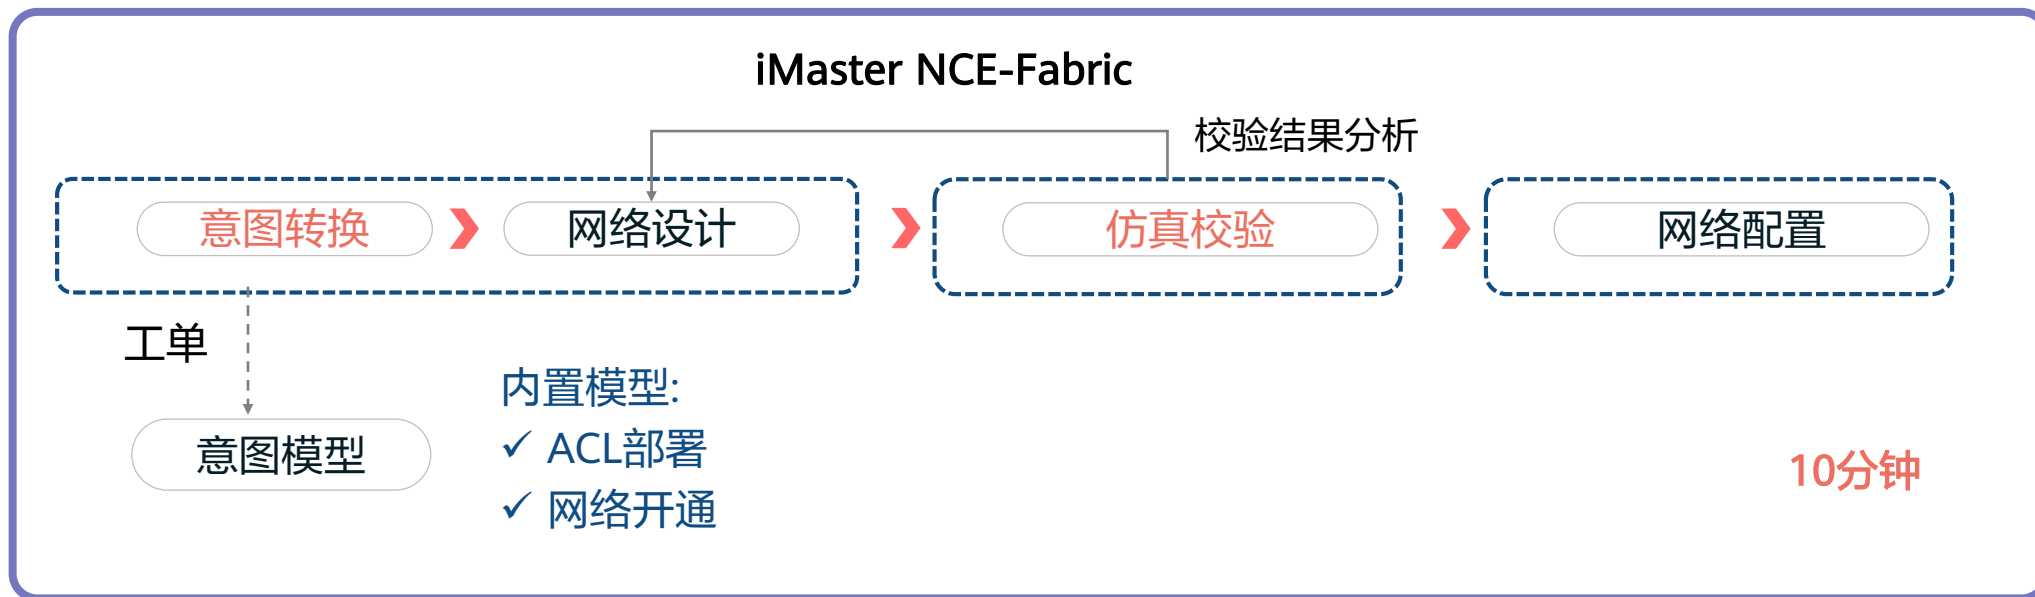 iMaster NCE-Fabric
校验结果分析
意图转换
网络设计
仿真校验
网络配置
工单
意图模型
内置模型:
✓ ACL部署
✓ 网络开通
10分钟